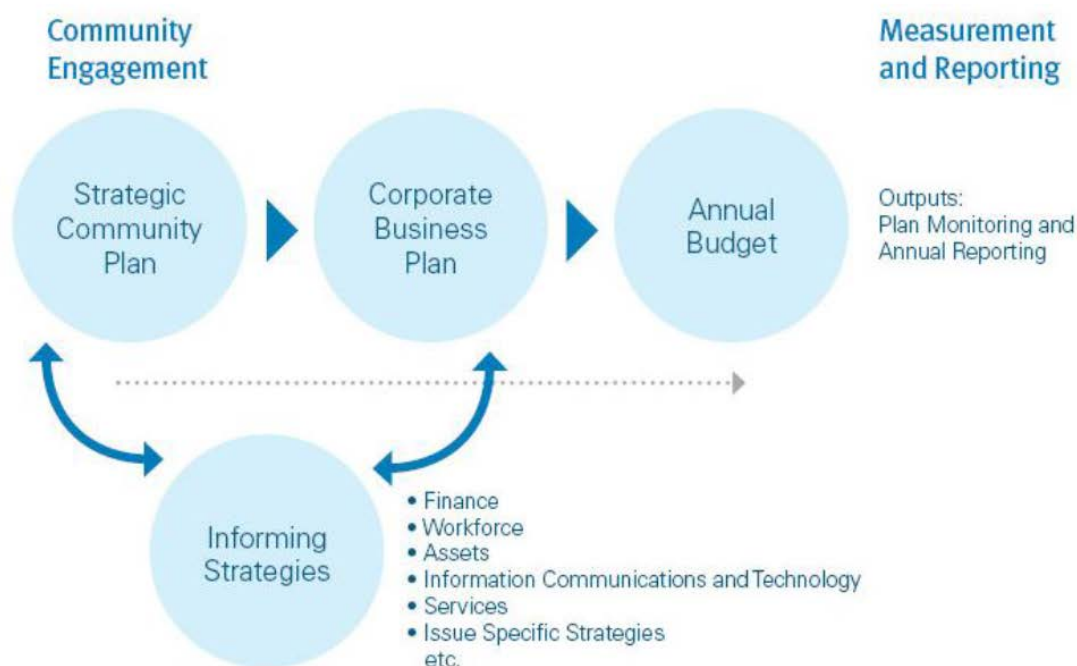 Community
Engagement
Measurement
and Reporting
Strategic
Community
Plan
Corporate
Business
Plan
Annual
Budget
Outputs:
Plan Monitoring and
Annual Reporting
Informing
Strategies
• Finance
• Workforce
• Assets
• Information Communications and Technology
• Services
• Issue Specific Strategies
etc.